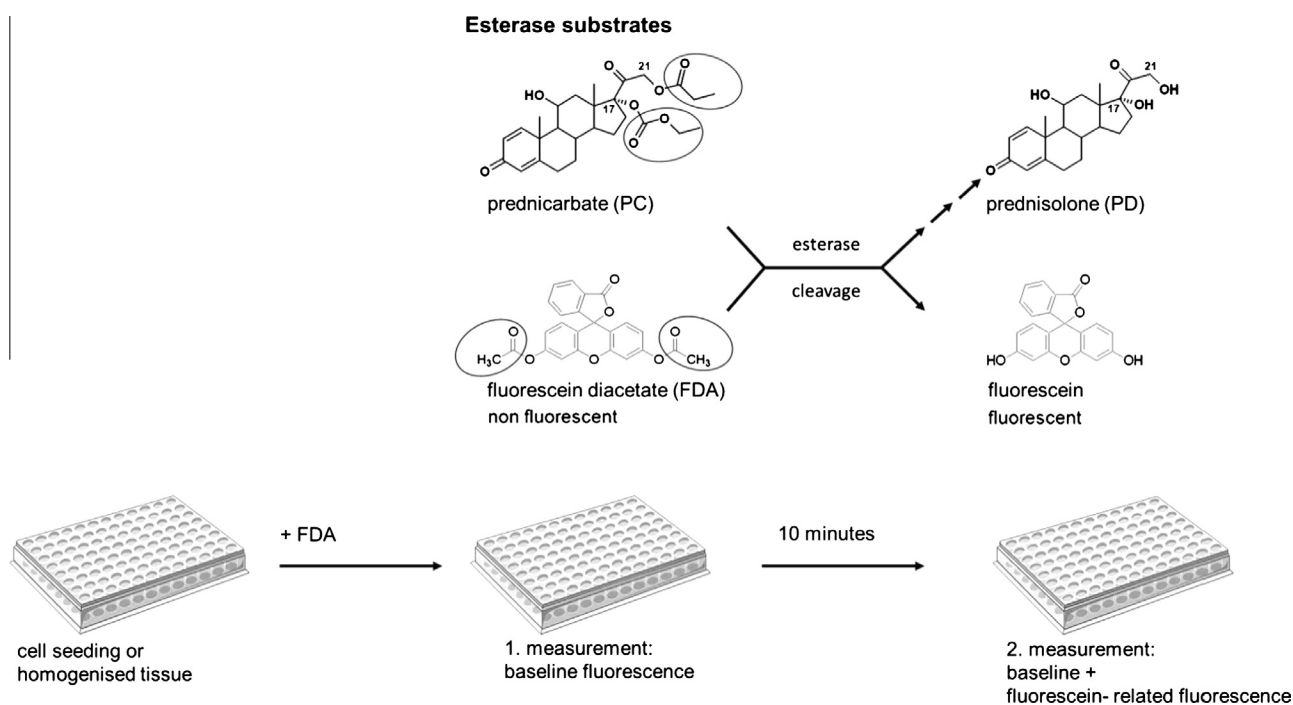 Esterase substrates
O
21
O
O
HO
17
O
O
O
O
prednicarbate (PC)
O
21
OH
HO
17
OH
O
prednisolone (PD)
esterase
cleavage
O
O
O
O
H₃C
O
O
O
CH₃
fluorescein diacetate (FDA)
non fluorescent
O
O
HO
O
OH
fluorescein
fluorescent
+ FDA
10 minutes
cell seeding or
homogenised tissue
1. measurement:
baseline fluorescence
2. measurement:
baseline +
fluorescein- related fluorescence